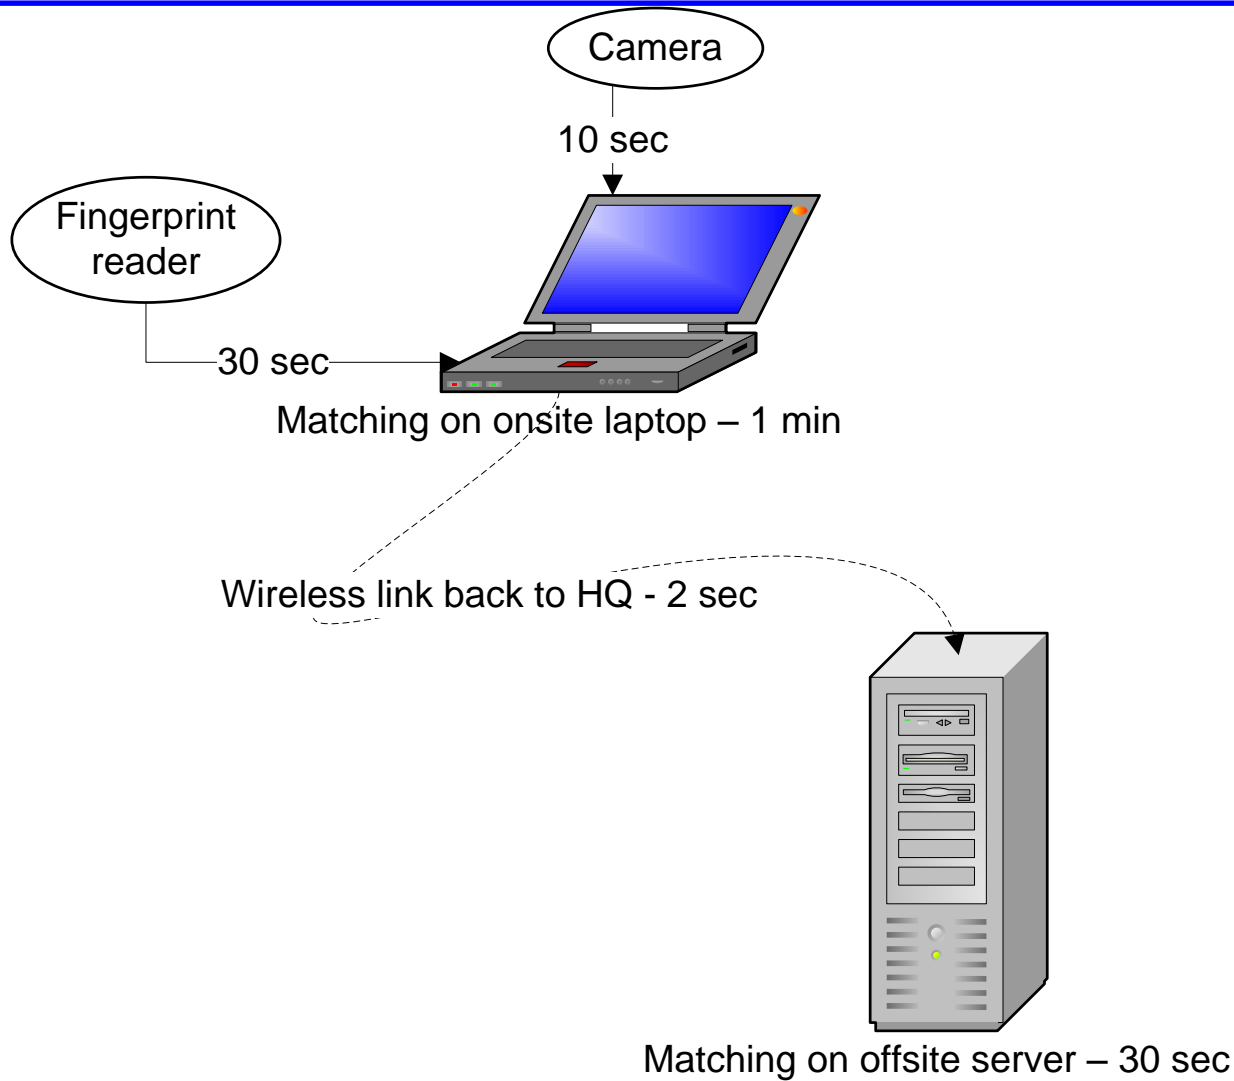 Camera
10 sec
Fingerprint
reader
30 sec
Matching on onsite laptop – 1 min
Wireless link back to HQ - 2 sec
Matching on offsite server – 30 sec